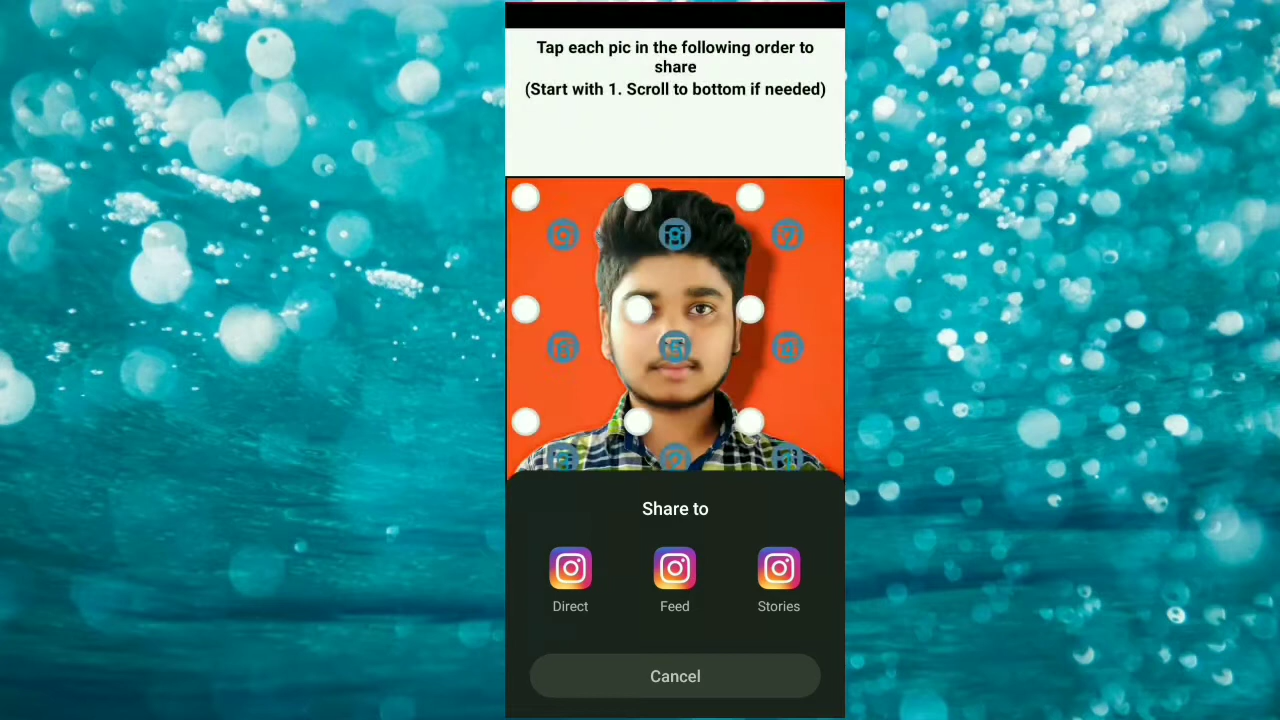 Tap each pic in the following order to
share
(Start with 1. Scroll to bottom if needed)
Share to
Direct
Feed
Stories
Cancel